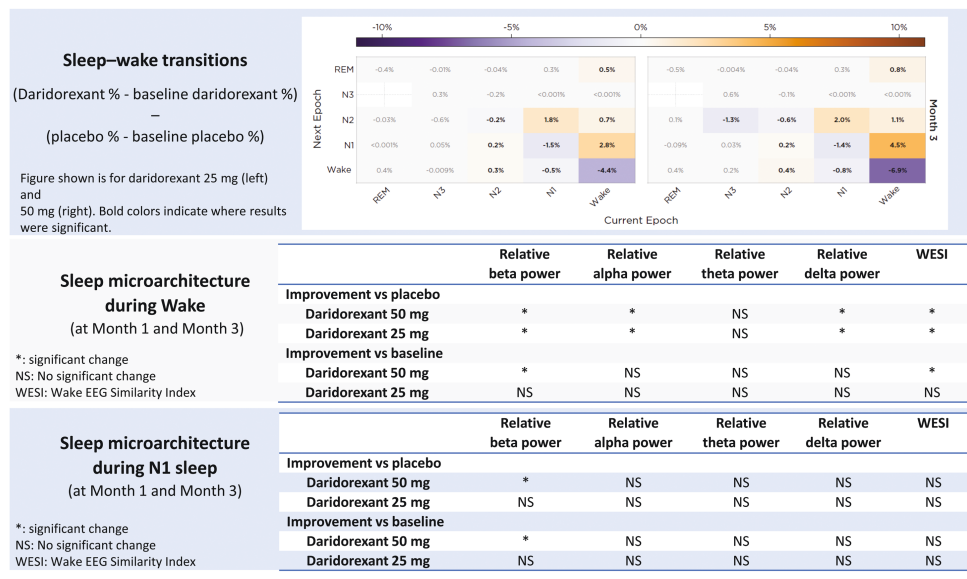 Sleep–wake transitions
(Daridorexant % - baseline daridorexant %)
–
(placebo % - baseline placebo %)
Figure shown is for daridorexant 25 mg (left)
and
50 mg (right). Bold colors indicate where results
were significant.
-10% -5% 0% 5% 10%
Next Epoch
REM -0.4% -0.01% -0.04% 0.3% 0.5% -0.5% -0.004% -0.04% 0.3% 0.8%
N3 0.3% -0.2% <0.001% <0.001% 0.6% -0.1% <0.001% <0.001%
N2 -0.03% -0.6% -0.2% 1.8% 0.7% 0.1% -1.3% -0.6% 2.0% 1.1%
N1 <0.001% 0.05% 0.2% -1.5% 2.8% -0.09% 0.03% 0.2% -1.4% 4.5%
Wake 0.4% -0.009% 0.3% -0.5% -4.4% 0.4% 0.2% 0.4% -0.8% -6.9%
Month 3
REM N3 N2 N1 Wake REM N3 N2 N1 Wake
Current Epoch
Sleep microarchitecture
during Wake
(at Month 1 and Month 3)
*: significant change
NS: No significant change
WESI: Wake EEG Similarity Index
Relative Relative Relative Relative WESI
beta power alpha power theta power delta power
Improvement vs placebo
Daridorexant 50 mg * * NS * *
Daridorexant 25 mg * * NS * *
Improvement vs baseline
Daridorexant 50 mg * NS NS NS *
Daridorexant 25 mg NS NS NS NS NS
Sleep microarchitecture
during N1 sleep
(at Month 1 and Month 3)
*: significant change
NS: No significant change
WESI: Wake EEG Similarity Index
Relative Relative Relative Relative WESI
beta power alpha power theta power delta power
Improvement vs placebo
Daridorexant 50 mg * NS NS NS NS
Daridorexant 25 mg NS NS NS NS NS
Improvement vs baseline
Daridorexant 50 mg * NS NS NS NS
Daridorexant 25 mg NS NS NS NS NS